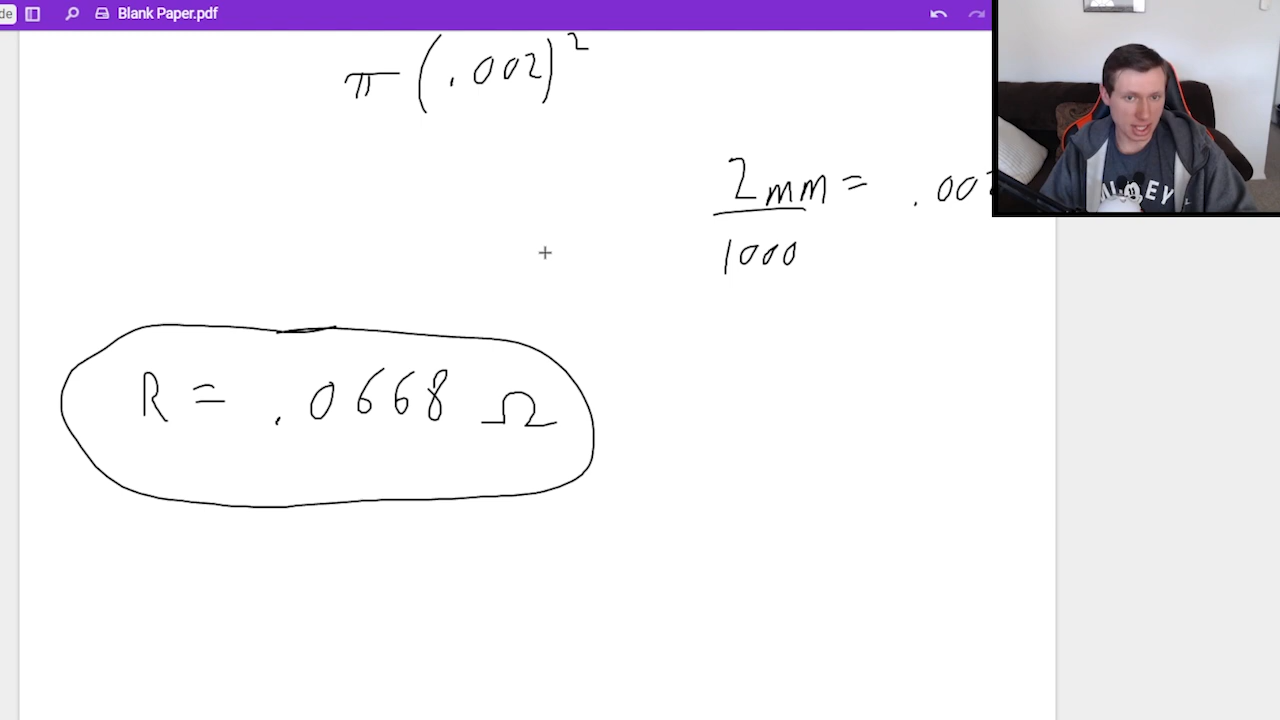 Blank Paper.pdf
π (.002)²
2mm = .00
1000
R = .0668 Ω